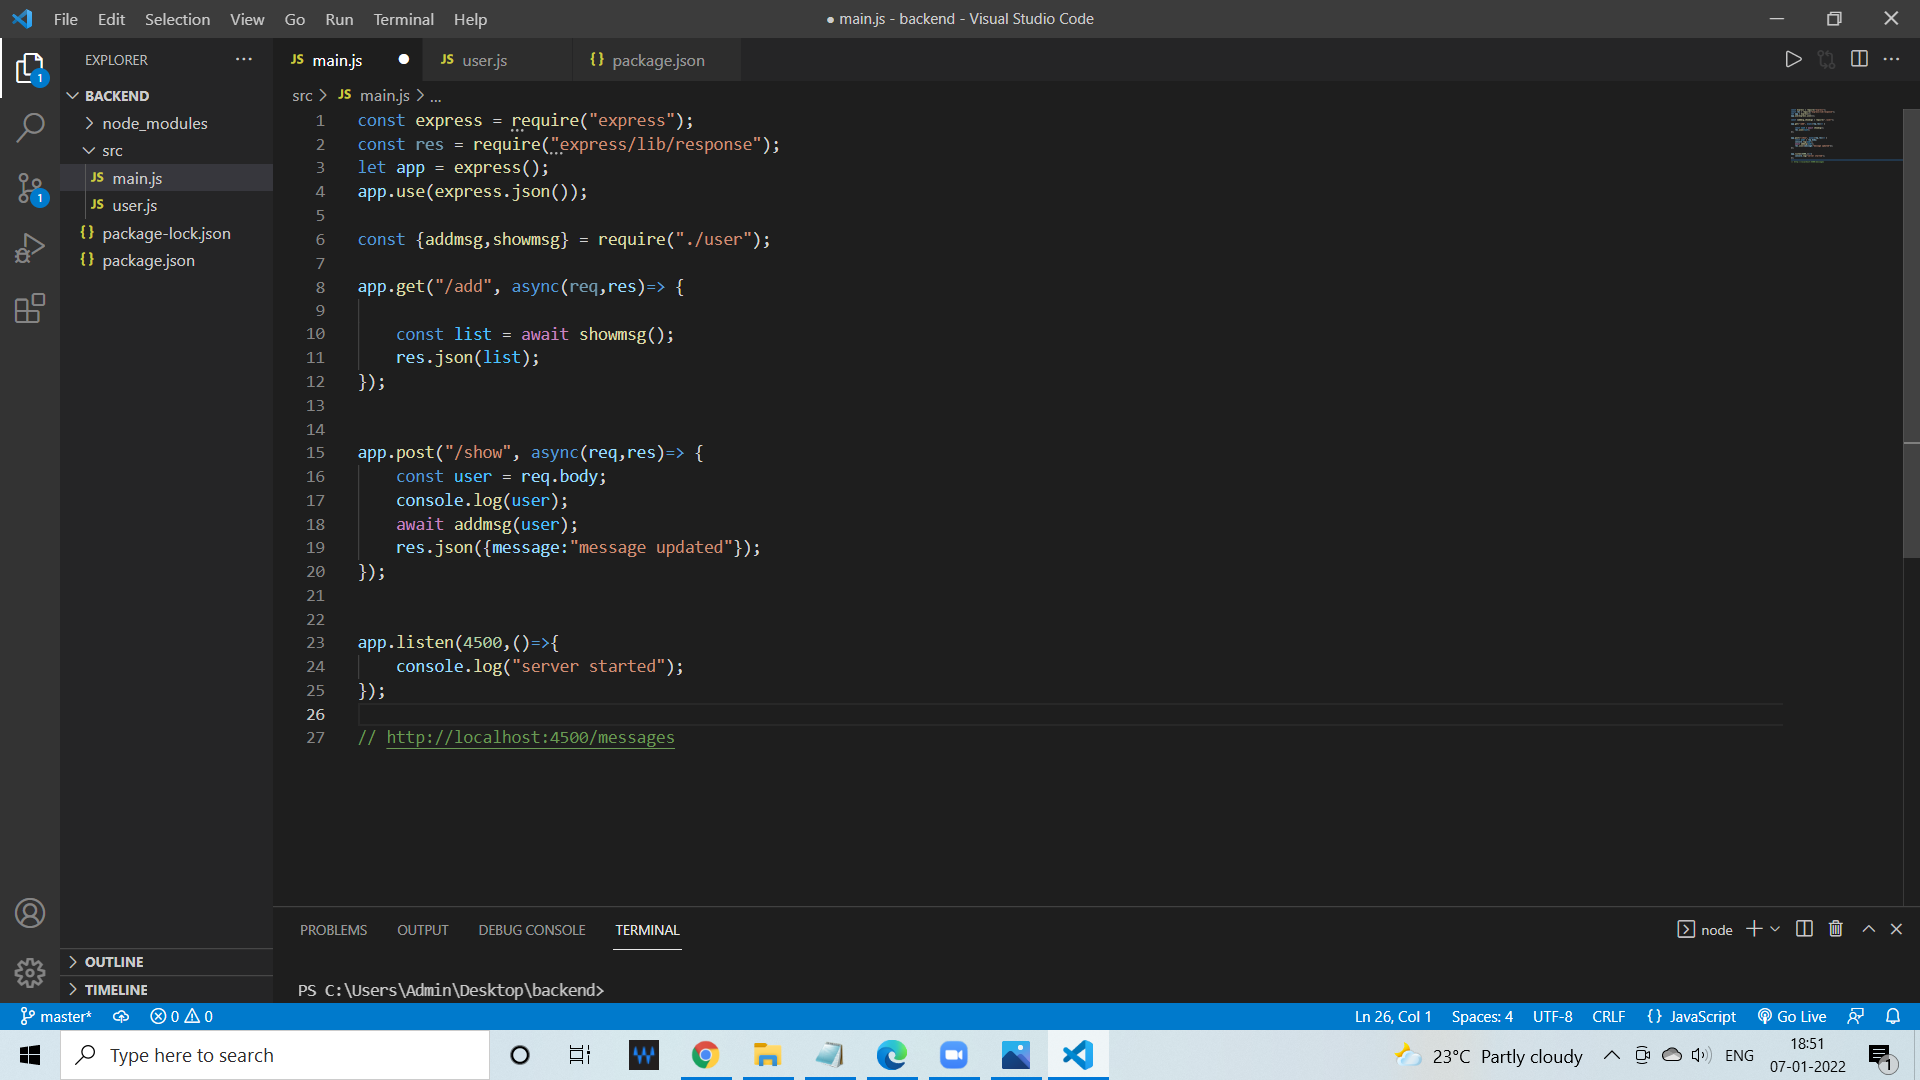 File Edit Selection View Go Run Terminal Help
● main.js - backend - Visual Studio Code
EXPLORER
JS main.js
JS user.js
{} package.json
BACKEND
node_modules
src
JS main.js
JS user.js
{} package-lock.json
{} package.json
src > JS main.js > ...
1 const express = require("express");
2 const res = require("express/lib/response");
3 let app = express();
4 app.use(express.json());
5
6 const {addmsg,showmsg} = require("./user");
7
8 app.get("/add", async(req,res)=> {
9
10 const list = await showmsg();
11 res.json(list);
12 });
13
14
15 app.post("/show", async(req,res)=> {
16 const user = req.body;
17 console.log(user);
18 await addmsg(user);
19 res.json({message:"message updated"});
20 });
21
22
23 app.listen(4500,()=>{
24 console.log("server started");
25 });
26
27 // http://localhost:4500/messages
1
1
OUTLINE
TIMELINE
PROBLEMS OUTPUT DEBUG CONSOLE TERMINAL
node
PS C:\Users\Admin\Desktop\backend>
master* 0 0
Ln 26, Col 1 Spaces: 4 UTF-8 CRLF {} JavaScript Go Live
Type here to search
23°C Partly cloudy ENG
18:51
07-01-2022
1